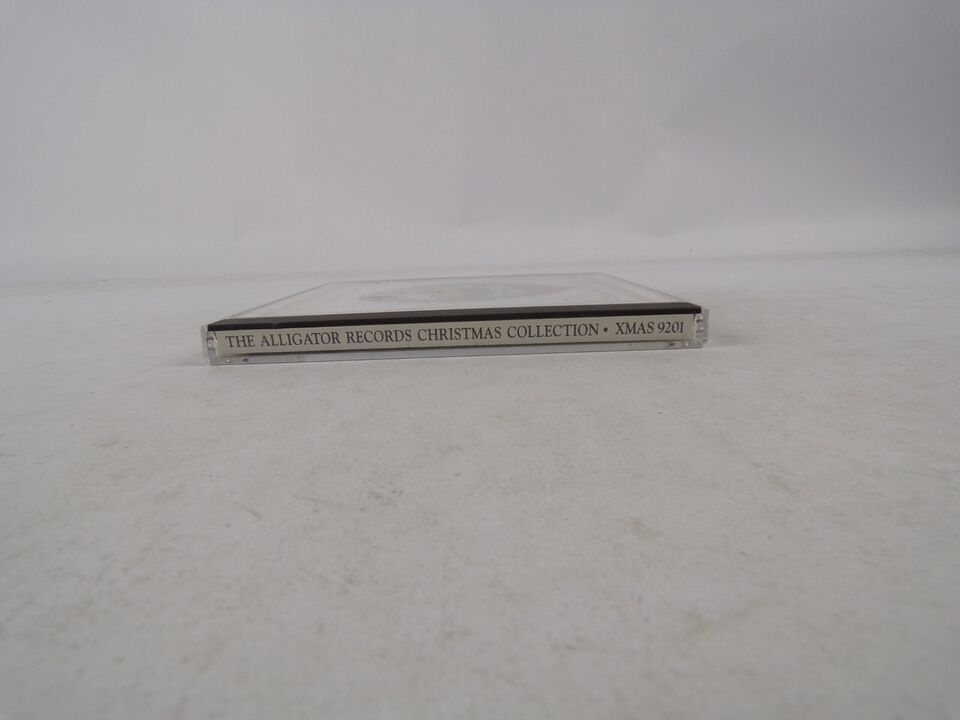 THE ALLIGATOR RECORDS CHRISTMAS COLLECTION • XMAS 9201